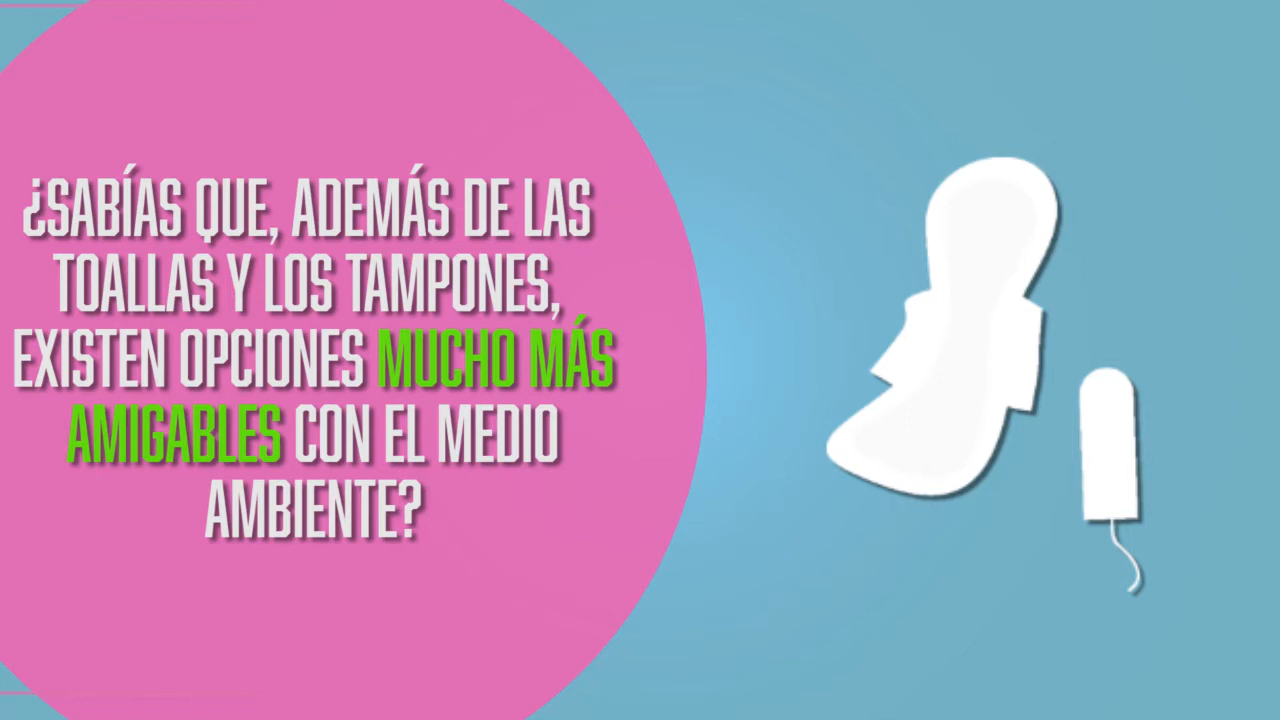 ¿SABÍAS QUE, ADEMÁS DE LAS
TOALLAS Y LOS TAMPONES,
EXISTEN OPCIONES MUCHO MÁS
AMIGABLES CON EL MEDIO
AMBIENTE?